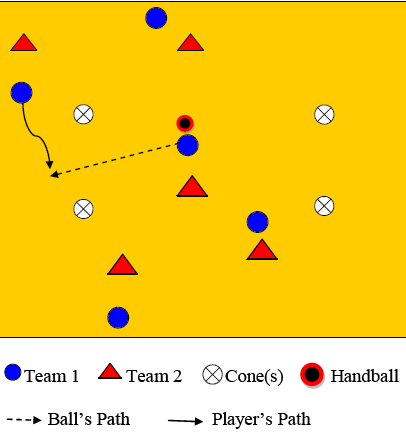 Team 1 Team 2 Cone(s) Handball
Ball's Path Player's Path